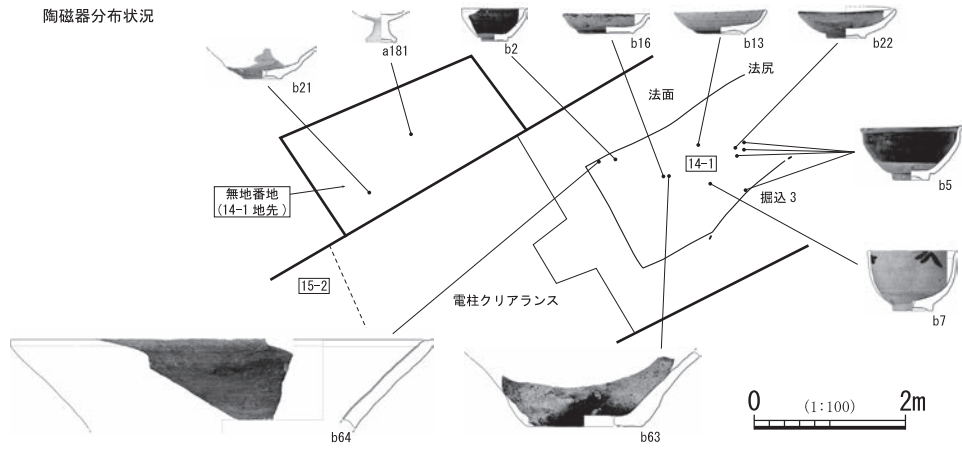 陶磁器分布状況
a181
b2
b16
b13
b22
b21
法面
法尻
14-1
b5
無地番地
(14-1 地先)
掘込 3
15-2
電柱クリアランス
b7
b64
b63
0 (1:100) 2m